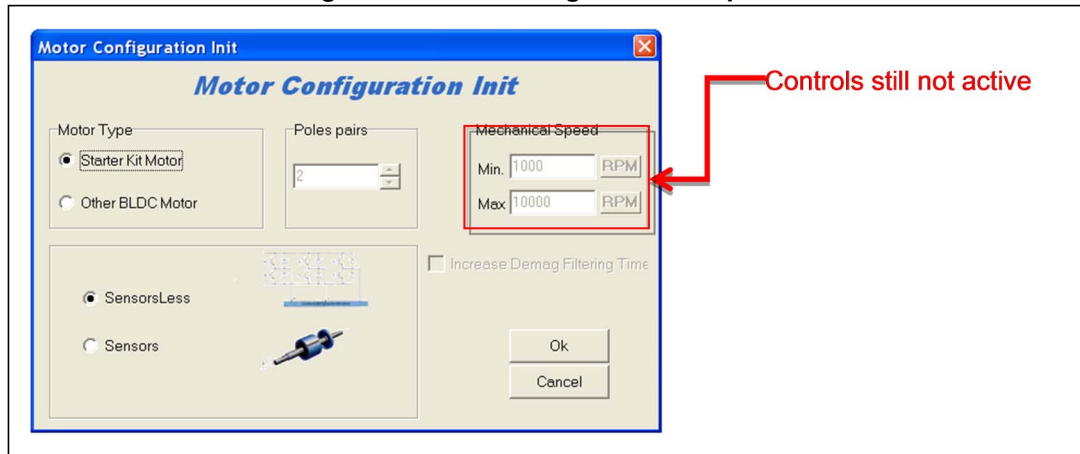 Motor Configuration Init
Motor Configuration Init
Controls still not active
Motor Type
Poles pairs
Mechanical Speed
Starter Kit Motor
2
Min. 1000 RPM
Other BLDC Motor
Max 10000 RPM
Increase Demag Filtering Time
SensorsLess
Sensors
Ok
Cancel